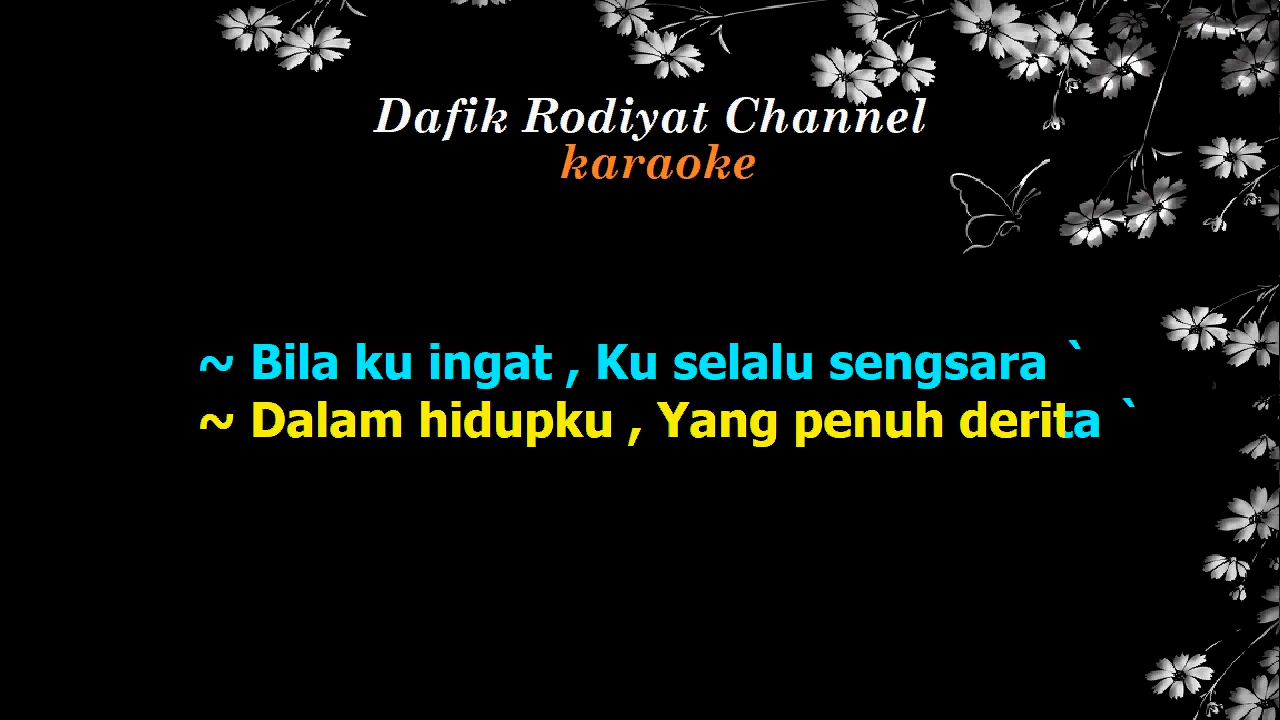 Dafik Rodiyat Channel
karaoke
~ Bila ku ingat , Ku selalu sengsara `
~ Dalam hidupku , Yang penuh derita `